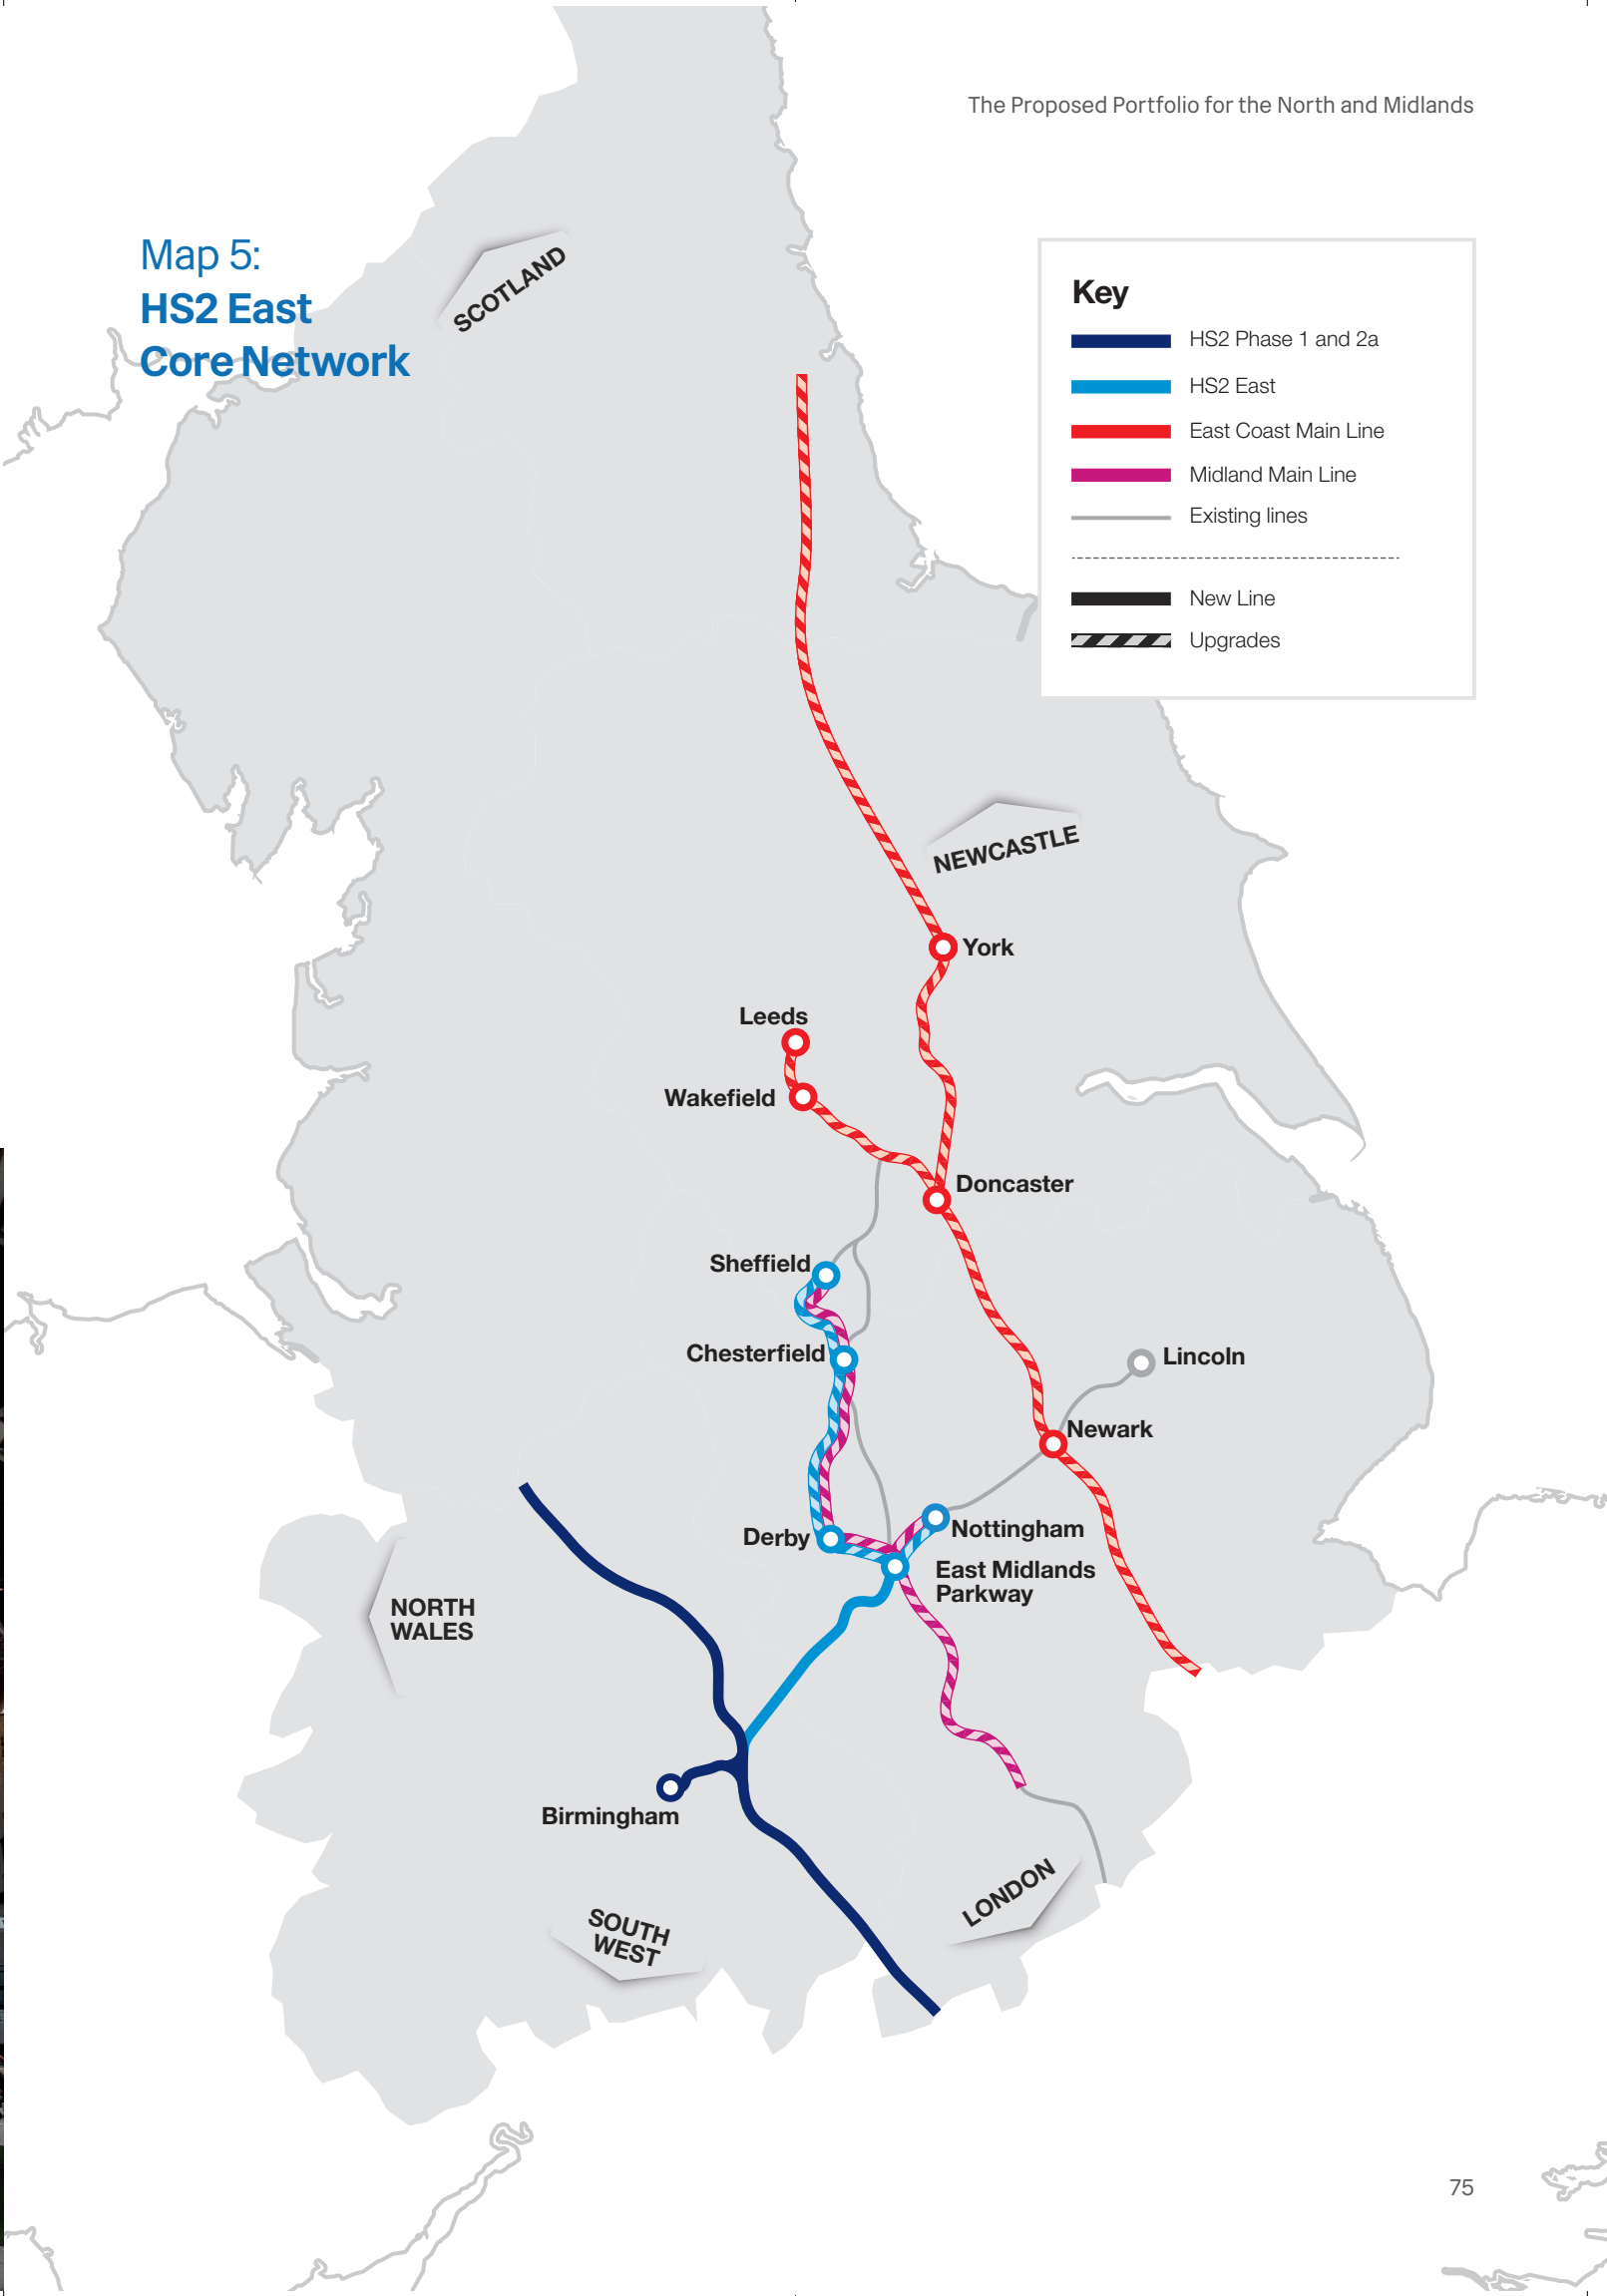 The Proposed Portfolio for the North and Midlands
Map 5:
HS2 East
Core Network
SCOTLAND
Key
HS2 Phase 1 and 2a
HS2 East
East Coast Main Line
Midland Main Line
Existing lines
New Line
Upgrades
NEWCASTLE
York
Leeds
Wakefield
Doncaster
Sheffield
Chesterfield
Lincoln
Newark
Nottingham
Derby
East Midlands
Parkway
NORTH
WALES
Birmingham
LONDON
SOUTH
WEST
75